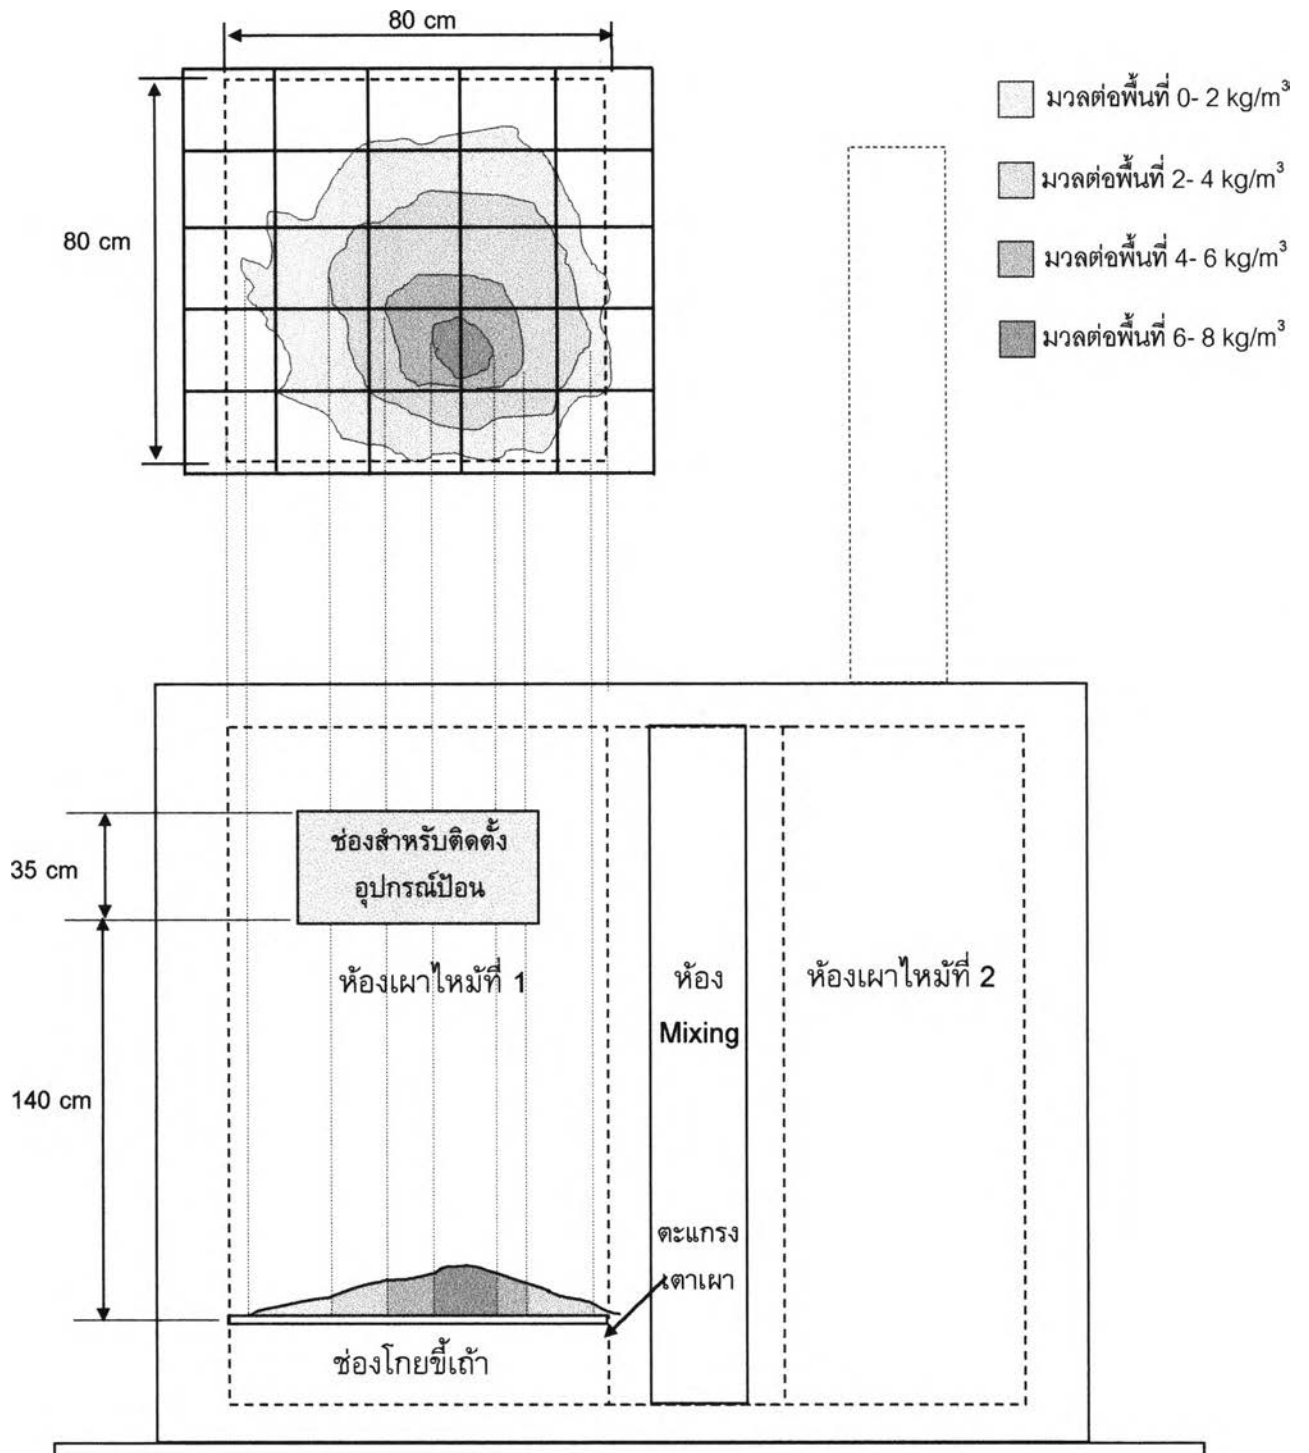 80 cm
80 cm
มวลต่อพื้นที่ 0- 2 kg/m³
มวลต่อพื้นที่ 2- 4 kg/m³
มวลต่อพื้นที่ 4- 6 kg/m³
มวลต่อพื้นที่ 6- 8 kg/m³
35 cm
ช่องสำหรับติดตั้ง
อุปกรณ์ป้อน
140 cm
ห้องเผาไหม้ที่ 1
ห้อง
Mixing
ห้องเผาไหม้ที่ 2
ตะแกรง
เตาเผา
ช่องโกยขี้เถ้า